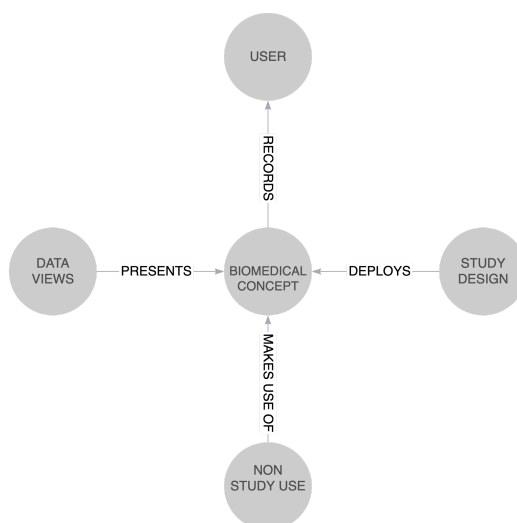 USER
RECORDS
DATA
VIEWS
PRESENTS
BIOMEDICAL
CONCEPT
DEPLOYS
STUDY
DESIGN
MAKES USE OF
NON
STUDY USE